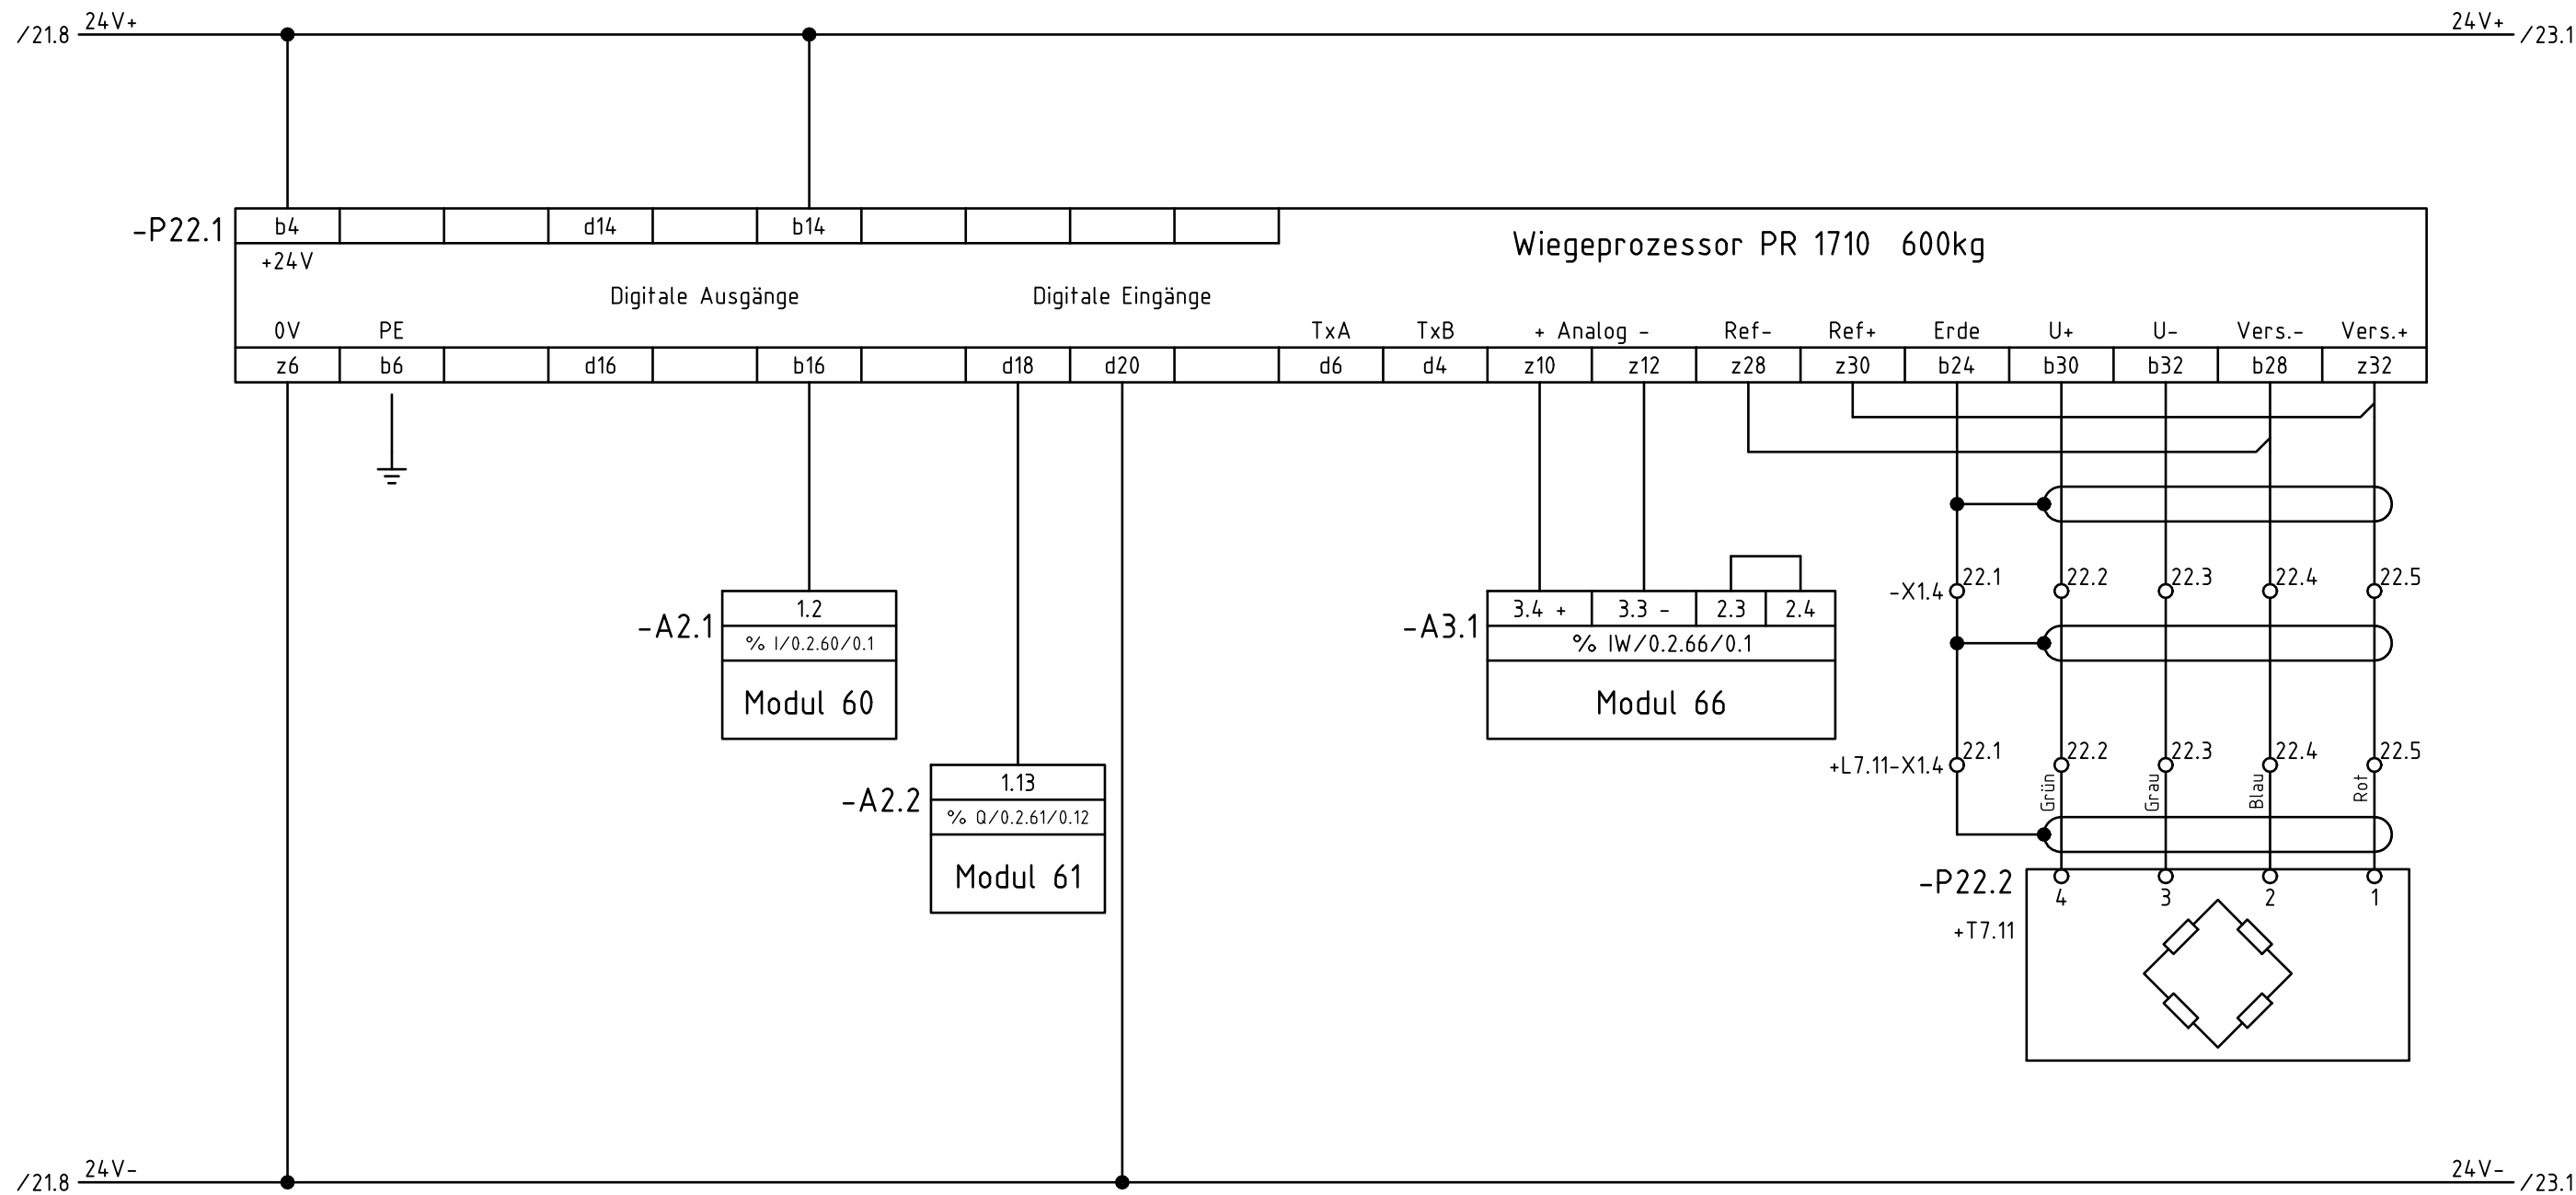 24V+ 24V+
/21.8 /23.1
-P22.1 b4 d14 b14
+24V
Wiegeprozessor PR 1710 600kg
Digitale Ausgänge Digitale Eingänge
0V PE TxA TxB + Analog - Ref- Ref+ Erde U+ U- Vers.- Vers.+
z6 b6 d16 b16 d18 d20 d6 d4 z10 z12 z28 z30 b24 b30 b32 b28 z32
-X1.4 22.1 22.2 22.3 22.4 22.5
-A2.1 1.2
% I/0.2.60/0.1
Modul 60
-A3.1 3.4 + 3.3 - 2.3 2.4
% IW/0.2.66/0.1
Modul 66
+L7.11-X1.4 22.1 22.2 22.3 22.4 22.5
Grün Grau Blau Rot
-A2.2 1.13
% Q/0.2.61/0.12
Modul 61
-P22.2 4 3 2 1
+T7.11
24V- 24V-
/21.8 /23.1